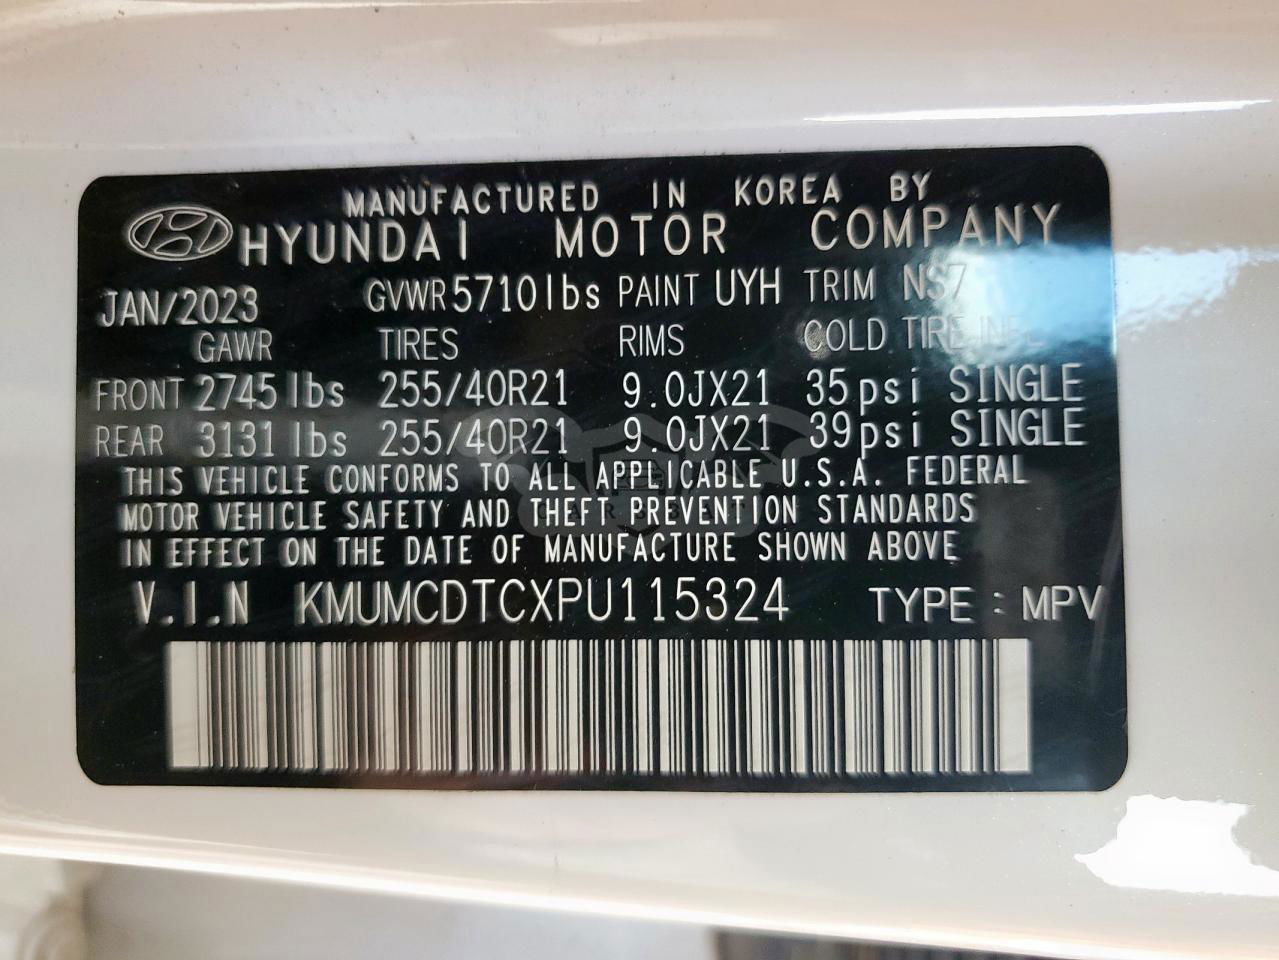 MANUFACTURED IN KOREA BY
HYUNDAI MOTOR COMPANY
JAN/2023 GVWR 5710lbs PAINT UYH TRIM NS7
GAWR TIRES RIMS COLD TIRE INFL
FRONT 2745lbs 255/40R21 9.0JX21 35psi SINGLE
REAR 3131lbs 255/40R21 9.0JX21 39psi SINGLE
THIS VEHICLE CONFORMS TO ALL APPLICABLE U.S.A. FEDERAL
MOTOR VEHICLE SAFETY AND THEFT PREVENTION STANDARDS
IN EFFECT ON THE DATE OF MANUFACTURE SHOWN ABOVE
V.I.N KMUMCDTCXPU115324 TYPE : MPV